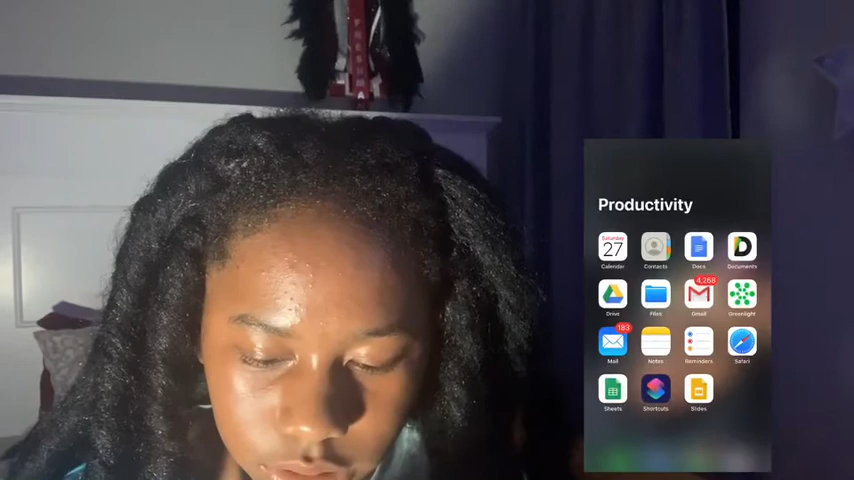 FRESHMA
Productivity
Saturday
27
Calendar
Contacts
Docs
Documents
4,268
Drive
Files
Gmail
Greenlight
183
Mail
Notes
Reminders
Safari
Sheets
Shortcuts
Slides